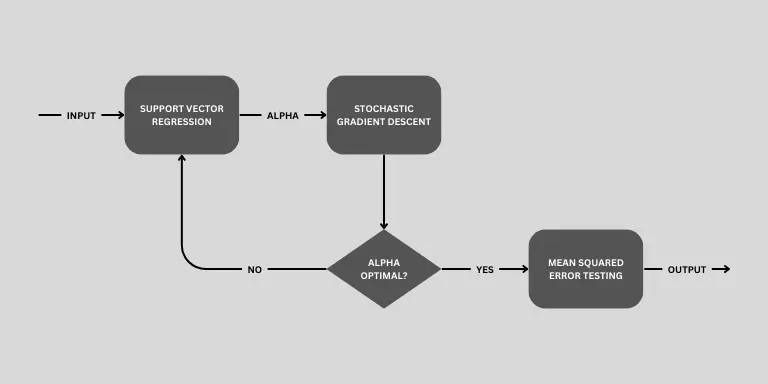 INPUT
SUPPORT VECTOR
REGRESSION
ALPHA
STOCHASTIC
GRADIENT DESCENT
ALPHA
OPTIMAL?
NO
YES
MEAN SQUARED
ERROR TESTING
OUTPUT